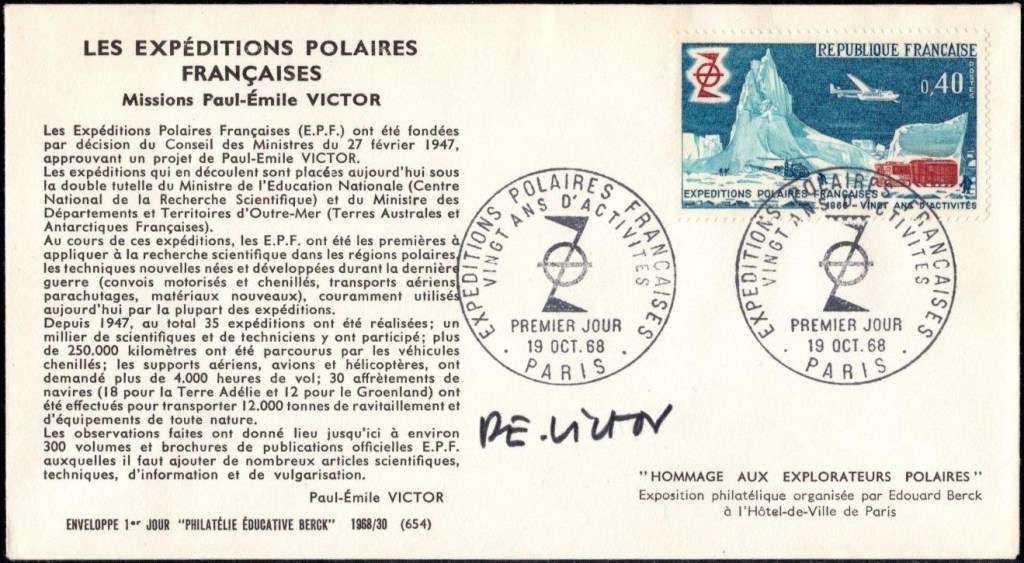 LES EXPÉDITIONS POLAIRES
FRANÇAISES
Missions Paul-Émile VICTOR
Les Expéditions Polaires Françaises (E.P.F.) ont été fondées
par décision du Conseil des Ministres du 27 février 1947,
approuvant un projet de Paul-Emile VICTOR.
Les expéditions qui en découlent sont placées aujourd'hui sous
la double tutelle du Ministre de l'Education Nationale (Centre
National de la Recherche Scientifique) et du Ministre des
Départements et Territoires d'Outre-Mer (Terres Australes et
Antarctiques Françaises).
Au cours de ces expéditions, les E.P.F. ont été les premières à
appliquer à la recherche scientifique dans les régions polaires,
les techniques nouvelles nées et développées durant la dernière
guerre (convois motorisés et chenillés, transports aériens,
parachutages, matériaux nouveaux), couramment utilisés
aujourd'hui par la plupart des expéditions.
Depuis 1947, au total 35 expéditions ont été réalisées; un
millier de scientifiques et de techniciens y ont participé; plus
de 250.000 kilomètres ont été parcourus par les véhicules
chenillés; les supports aériens, avions et hélicoptères, ont
demandé plus de 4.000 heures de vol; 30 affrètements de
navires (18 pour la Terre Adélie et 12 pour le Groenland) ont
été effectués pour transporter 12.000 tonnes de ravitaillement et
d'équipements de toute nature.
Les observations faites ont donné lieu jusqu'ici à environ
300 volumes et brochures de publications officielles E.P.F.
auxquelles il faut ajouter de nombreux articles scientifiques,
techniques, d'information et de vulgarisation.
Paul-Émile VICTOR
ENVELOPPE 1er JOUR "PHILATÉLIE ÉDUCATIVE BERCK" 1968/30 (654)
REPUBLIQUE FRANÇAISE
POSTES
0,40
EXPEDITIONS POLAIRES FRANÇAISES
1968 - VINGT ANS D'ACTIVITÉS
EXPEDITIONS POLAIRES FRANÇAISES
VINGT ANS D'ACTIVITES
PREMIER JOUR
19 OCT. 68
PARIS
EXPEDITIONS POLAIRES FRANÇAISES
VINGT ANS D'ACTIVITES
PREMIER JOUR
19 OCT. 68
PARIS
P.E. VICTOR
"HOMMAGE AUX EXPLORATEURS POLAIRES"
Exposition philatélique organisée par Edouard Berck
à l'Hôtel-de-Ville de Paris